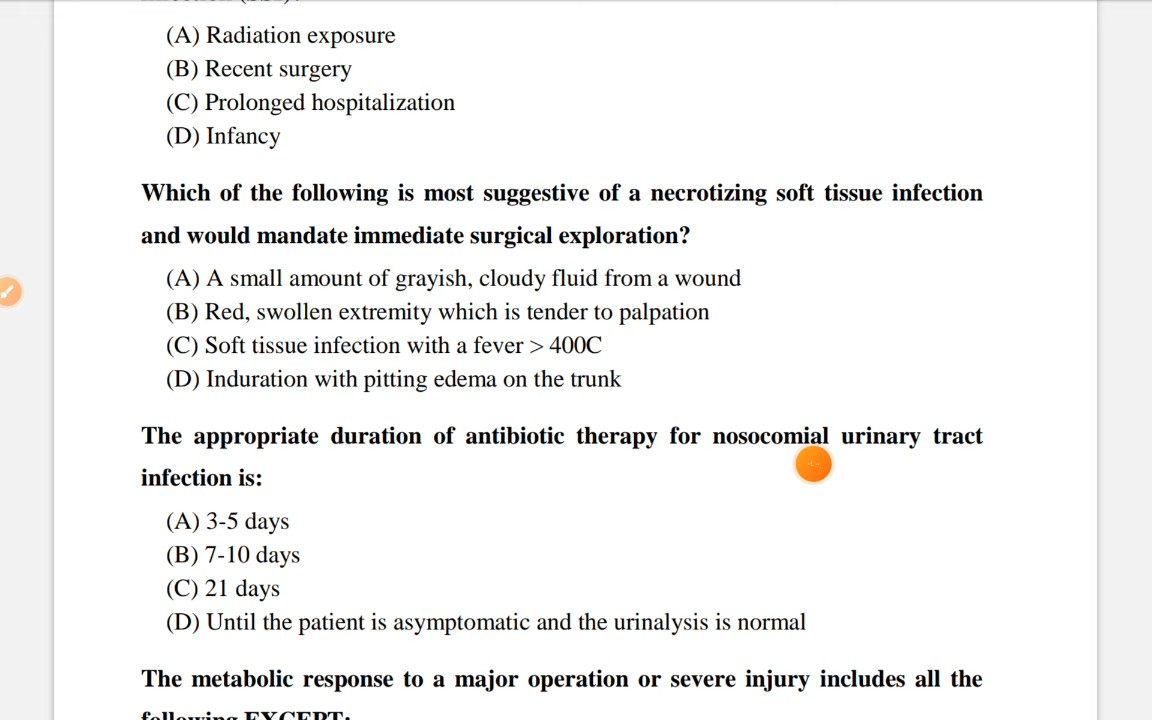 (A) Radiation exposure
(B) Recent surgery
(C) Prolonged hospitalization
(D) Infancy
Which of the following is most suggestive of a necrotizing soft tissue infection
and would mandate immediate surgical exploration?
(A) A small amount of grayish, cloudy fluid from a wound
(B) Red, swollen extremity which is tender to palpation
(C) Soft tissue infection with a fever > 400C
(D) Induration with pitting edema on the trunk
The appropriate duration of antibiotic therapy for nosocomial urinary tract
infection is:
(A) 3-5 days
(B) 7-10 days
(C) 21 days
(D) Until the patient is asymptomatic and the urinalysis is normal
The metabolic response to a major operation or severe injury includes all the
following EXCEPT: